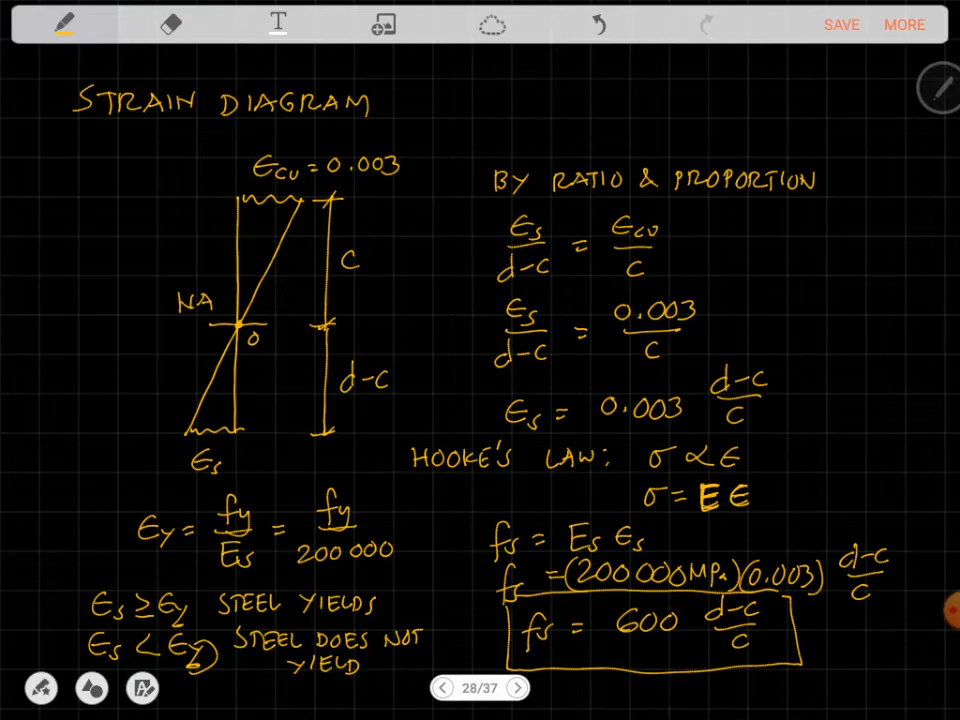 T
SAVE
MORE
STRAIN DIAGRAM
ϵcu = 0.003
C
NA
0
d-c
ϵs
ϵy = fy/Es = fy/200 000
ϵs ≥ ϵy STEEL YIELDS
ϵs < ϵy STEEL DOES NOT
YIELD
BY RATIO & PROPORTION
ϵs/d-c = ϵcu/c
ϵs/d-c = 0.003/c
ϵs = 0.003 d-c/c
HOOKE'S LAW: σ ∝ ϵ
σ = E ϵ
fs = Es ϵs
fs = (200 000 MPa)(0.003) d-c/c
fs = 600 d-c/c
28/37